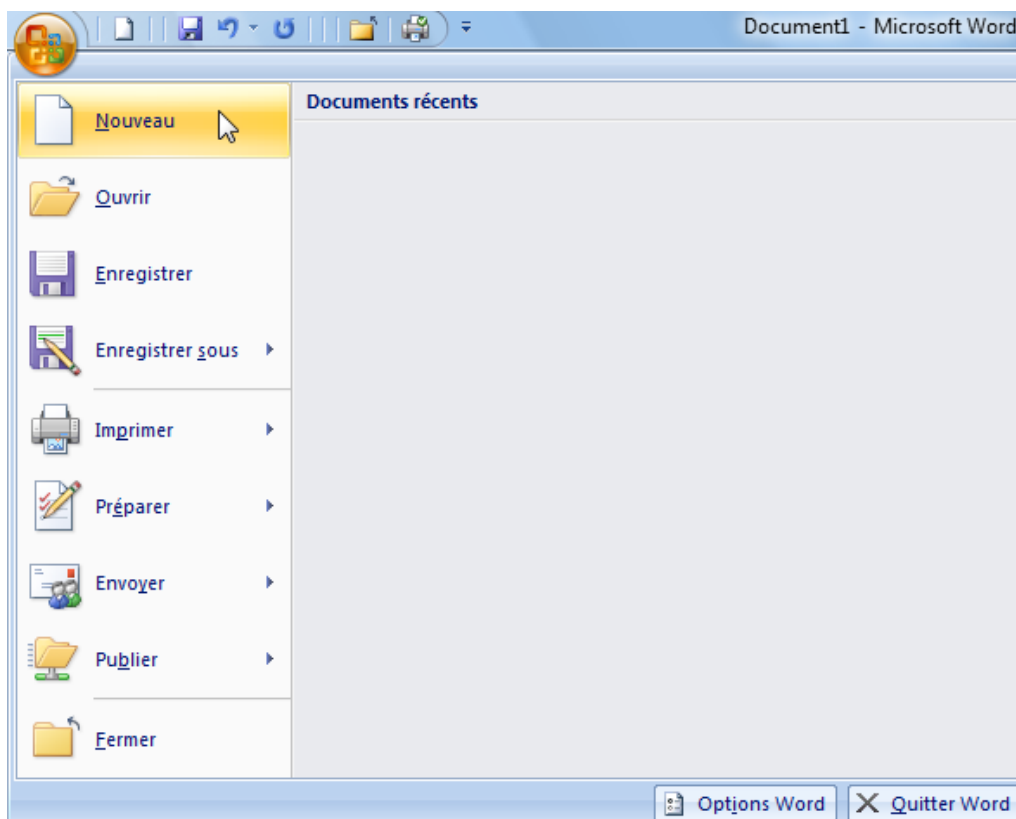 Document1 - Microsoft Word
Documents récents
Nouveau
Ouvrir
Enregistrer
Enregistrer sous
Imprimer
Préparer
Envoyer
Publier
Fermer
Options Word
Quitter Word